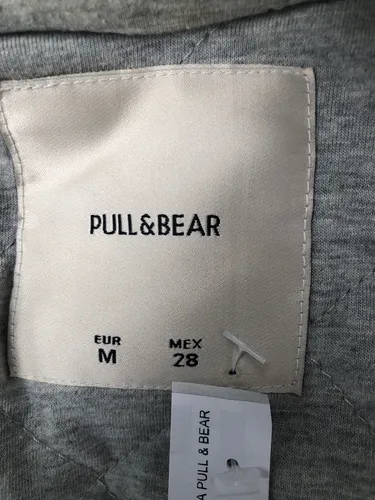 PULL&BEAR
EUR MEX
M 28
A PULL & BEAR